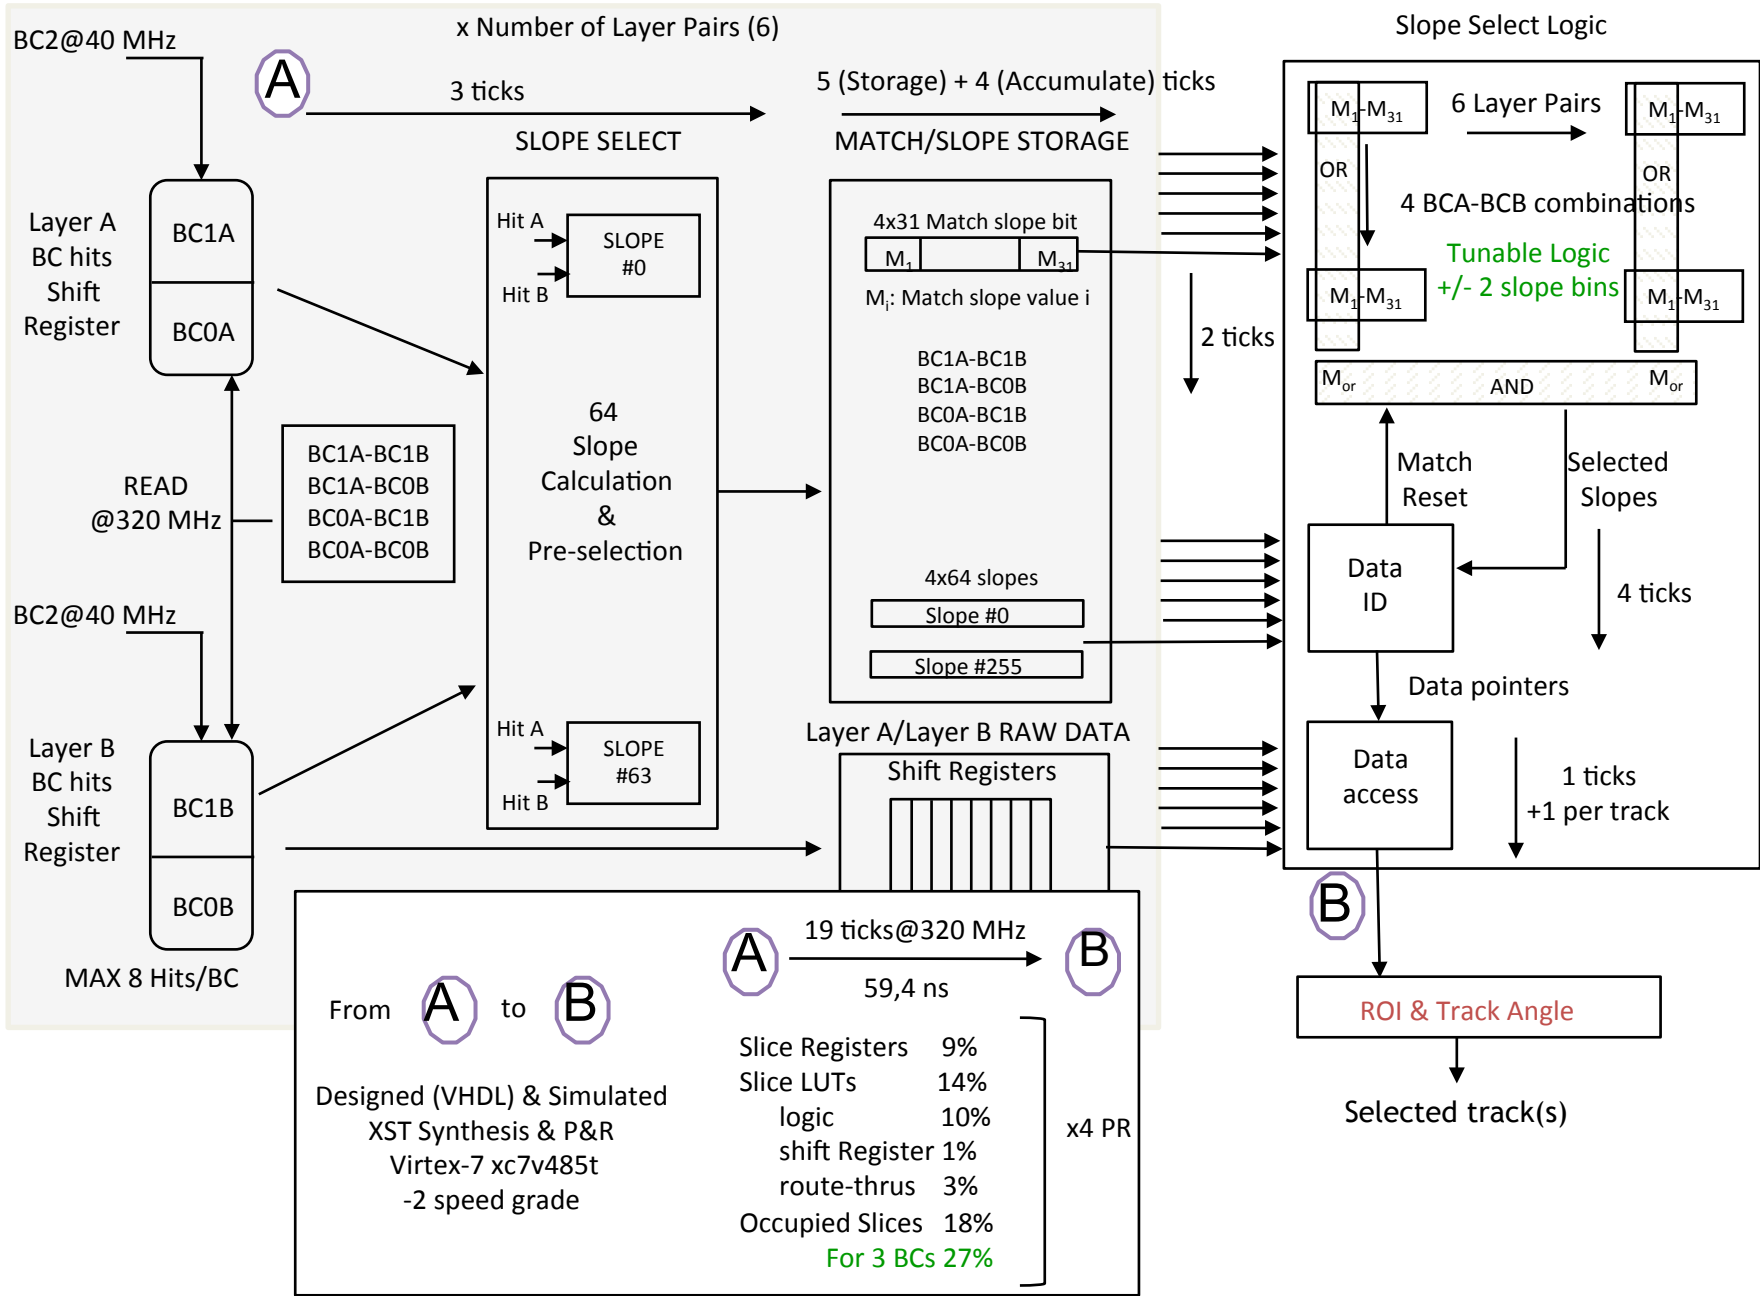 x Number of Layer Pairs (6)
BC2@40 MHz
A
3 ticks
5 (Storage) + 4 (Accumulate) ticks
SLOPE SELECT
MATCH/SLOPE STORAGE
Layer A
BC hits
Shift
Register
BC1A
BC0A
READ
@320 MHz
BC1A-BC1B
BC1A-BC0B
BC0A-BC1B
BC0A-BC0B
BC2@40 MHz
Layer B
BC hits
Shift
Register
BC1B
BC0B
MAX 8 Hits/BC
Hit A
Hit B
SLOPE
#0
64
Slope
Calculation
&
Pre-selection
Hit A
Hit B
SLOPE
#63
4x31 Match slope bit
M1
M31
Mi: Match slope value i
BC1A-BC1B
BC1A-BC0B
BC0A-BC1B
BC0A-BC0B
4x64 slopes
Slope #0
Slope #255
Layer A/Layer B RAW DATA
Shift Registers
2 ticks
Slope Select Logic
M1-M31
6 Layer Pairs
M1-M31
OR
OR
4 BCA-BCB combinations
Tunable Logic
+/- 2 slope bins
M1-M31
M1-M31
Mor
AND
Mor
Match
Reset
Selected
Slopes
Data
ID
4 ticks
Data pointers
Data
access
1 ticks
+1 per track
B
ROI & Track Angle
Selected track(s)
From A to B
Designed (VHDL) & Simulated
XST Synthesis & P&R
Virtex-7 xc7v485t
-2 speed grade
A
19 ticks@320 MHz
B
59,4 ns
Slice Registers 9%
Slice LUTs 14%
logic 10%
shift Register 1%
route-thrus 3%
Occupied Slices 18%
For 3 BCs 27%
x4 PR